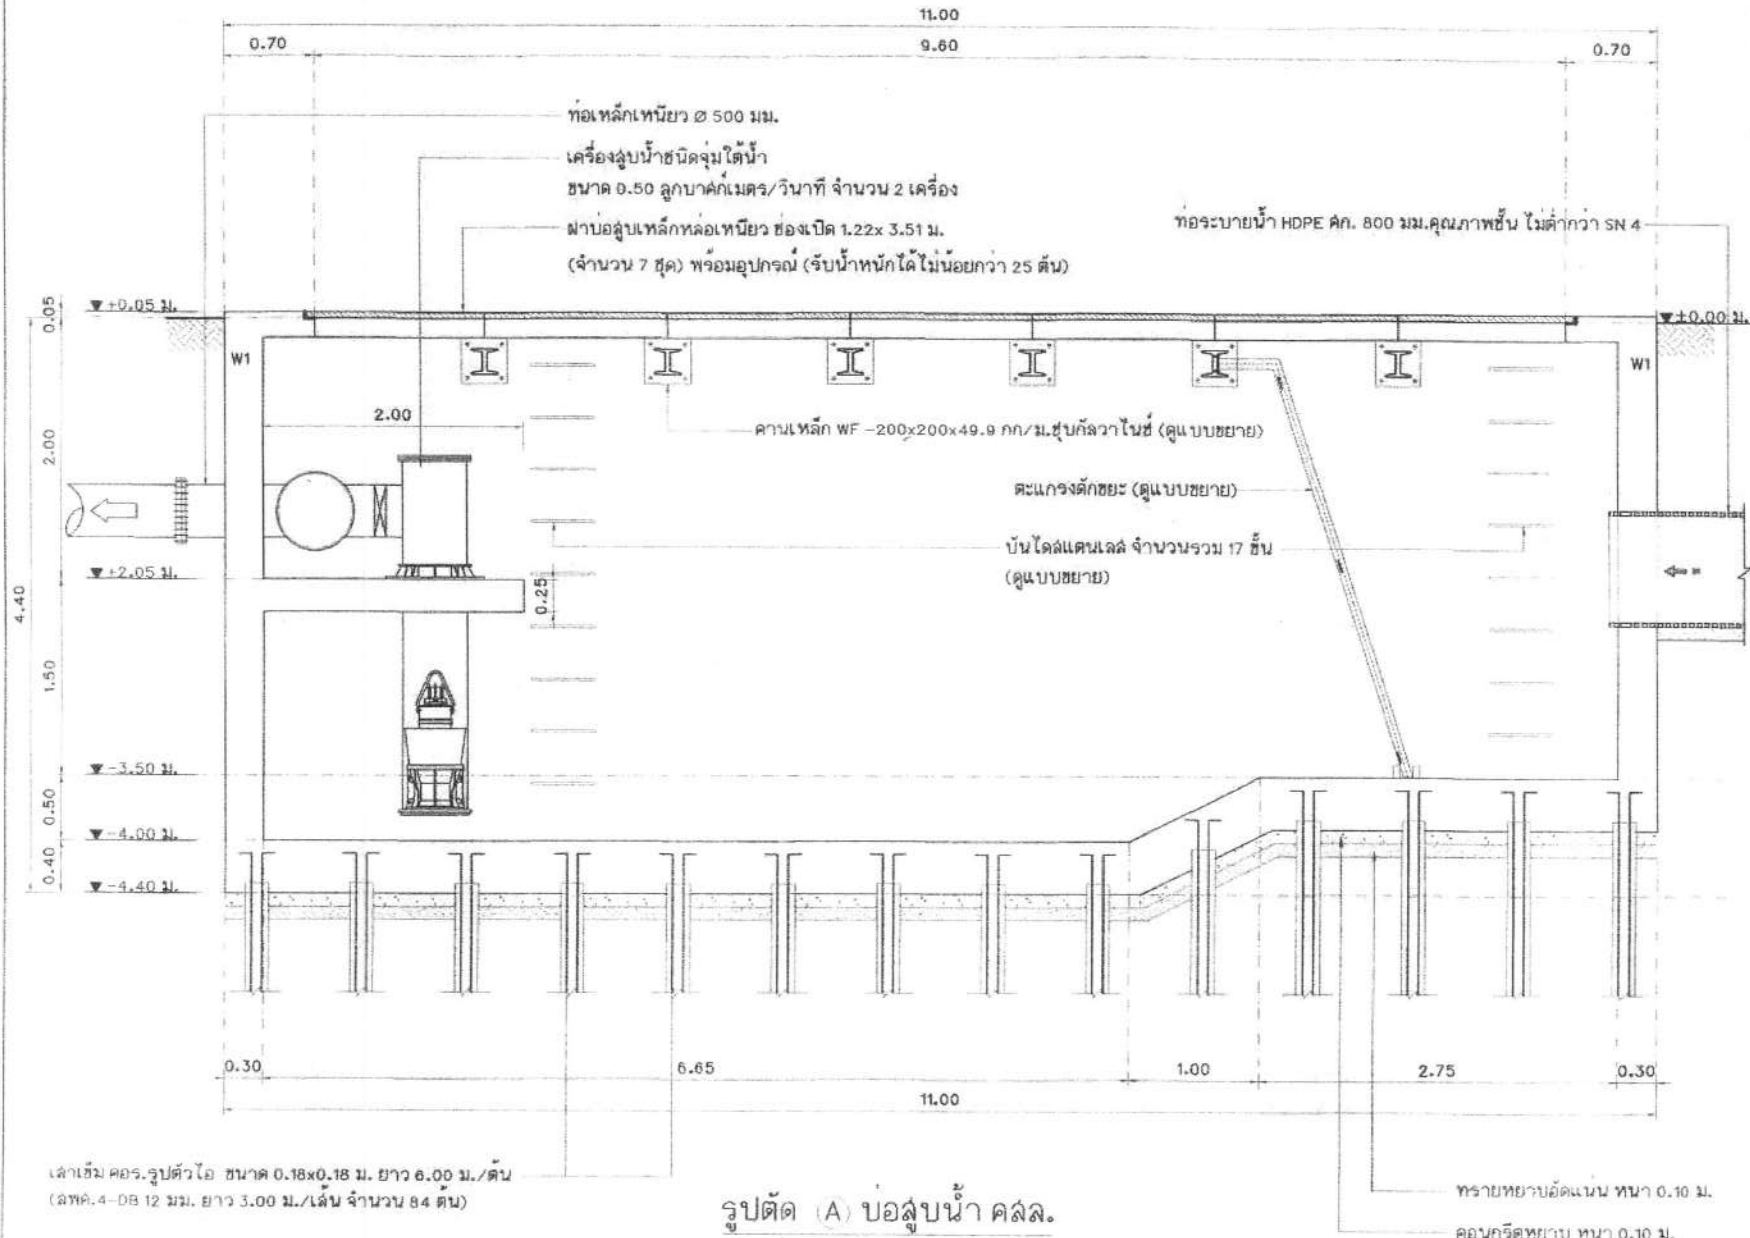 11.00
0.70
9.60
0.70
ท่อเหล็กเหนียว Ø 500 มม.
เครื่องสูบน้ำชนิดจุ่มใต้น้ำ
ขนาด 0.50 ลูกบาศก์เมตร/วินาที จำนวน 2 เครื่อง
ฝาบ่อสูบเหล็กหล่อเหนียว ช่องเปิด 1.22x 3.51 ม.
(จำนวน 7 ชุด) พร้อมอุปกรณ์ (รับน้ำหนักได้ไม่น้อยกว่า 25 ตัน)
ท่อระบายน้ำ HDPE ศก. 800 มม.คุณภาพชั้น ไม่ต่ำกว่า SN 4
0.05
+0.05 ม.
±0.00 ม.
W1
W1
2.00
2.00
คานเหล็ก WF -200x200x49.9 กก/ม.ชุบกัลวาไนซ์ (ดูแบบขยาย)
ตะแกรงดักขยะ (ดูแบบขยาย)
บันไดสแตนเลส จำนวนรวม 17 ขั้น
(ดูแบบขยาย)
+2.05 ม.
0.25
4.40
1.50
-3.50 ม.
0.50
-4.00 ม.
0.40
-4.40 ม.
0.30
6.65
1.00
2.75
0.30
11.00
เสาเข็ม คอร.รูปตัวไอ ขนาด 0.18x0.18 ม. ยาว 6.00 ม./ต้น
(ลพค.4-DB 12 มม. ยาว 3.00 ม./เส้น จำนวน 84 ต้น)
รูปตัด (A) บ่อสูบน้ำ คสล.
ทรายหยาบอัดแน่น หนา 0.10 ม.
คอนกรีตหยาบ หนา 0.10 ม.